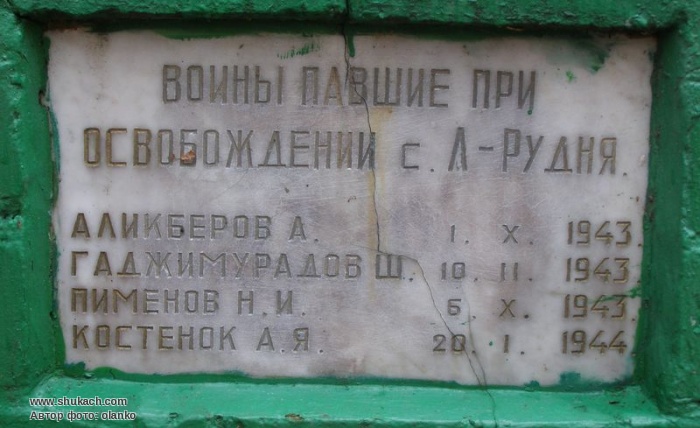 ВОИНЫ ПАВШИЕ ПРИ
ОСВОБОЖДЕНИИ с. Л-РУДНЯ.
АЛИКБЕРОВ А. 1. X. 1943.
ГАДЖИМУРАДОВ Ш. 10. 11. 1943.
ПИМЕНОВ Н.И. 6. X. 1943.
КОСТЕНОК А.Я. 20. 1. 1944.
www.shukach.com
Автор фото: olanko